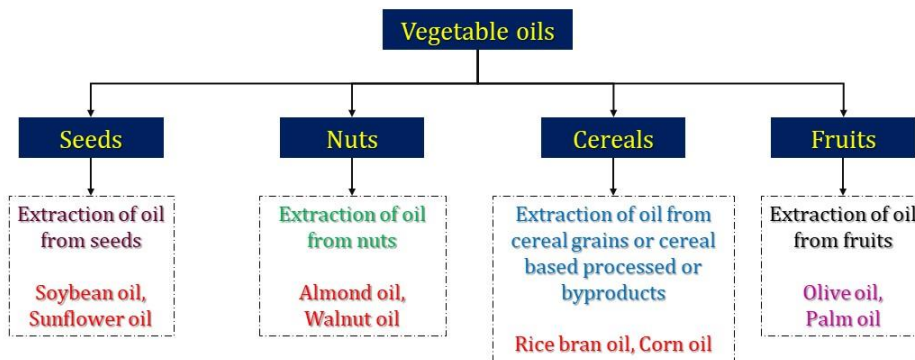 Vegetable oils
Seeds
Nuts
Cereals
Fruits
Extraction of oil
from seeds
Soybean oil,
Sunflower oil
Extraction of oil
from nuts
Almond oil,
Walnut oil
Extraction of oil from
cereal grains or cereal
based processed or
byproducts
Rice bran oil, Corn oil
Extraction of oil
from fruits
Olive oil,
Palm oil